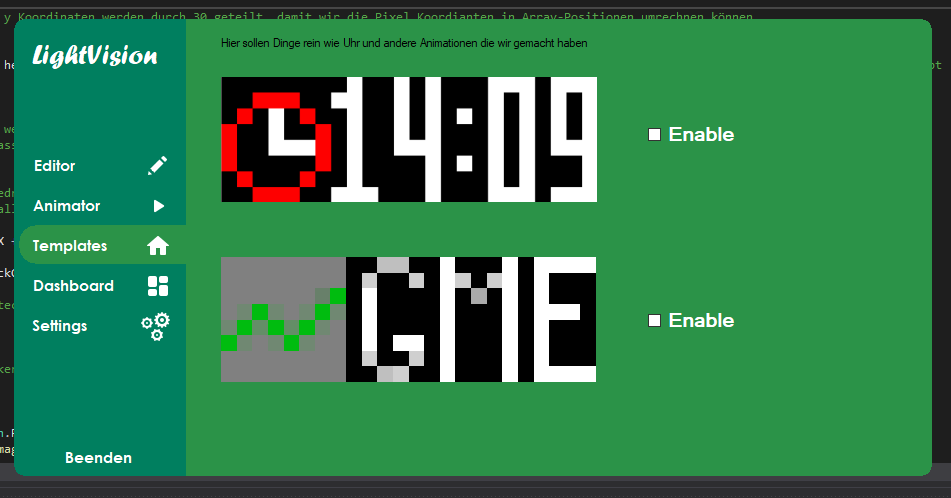 y Koordinaten werden durch 30 geteilt, damit wir die Pixel Koordianten in Array-Positionen umrechnen können
LightVision
Hier sollen Dinge rein wie Uhr und andere Animationen die wir gemacht haben
14:09
Enable
Editor
Animator
Templates
Dashboard
Settings
GME
Enable
Beenden